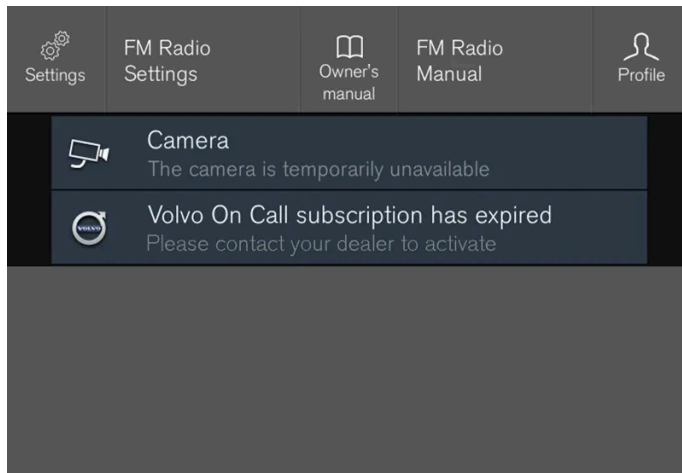 Settings
FM Radio
Settings
Owner's
manual
FM Radio
Manual
Profile
Camera
The camera is temporarily unavailable
VOLVO
Volvo On Call subscription has expired
Please contact your dealer to activate